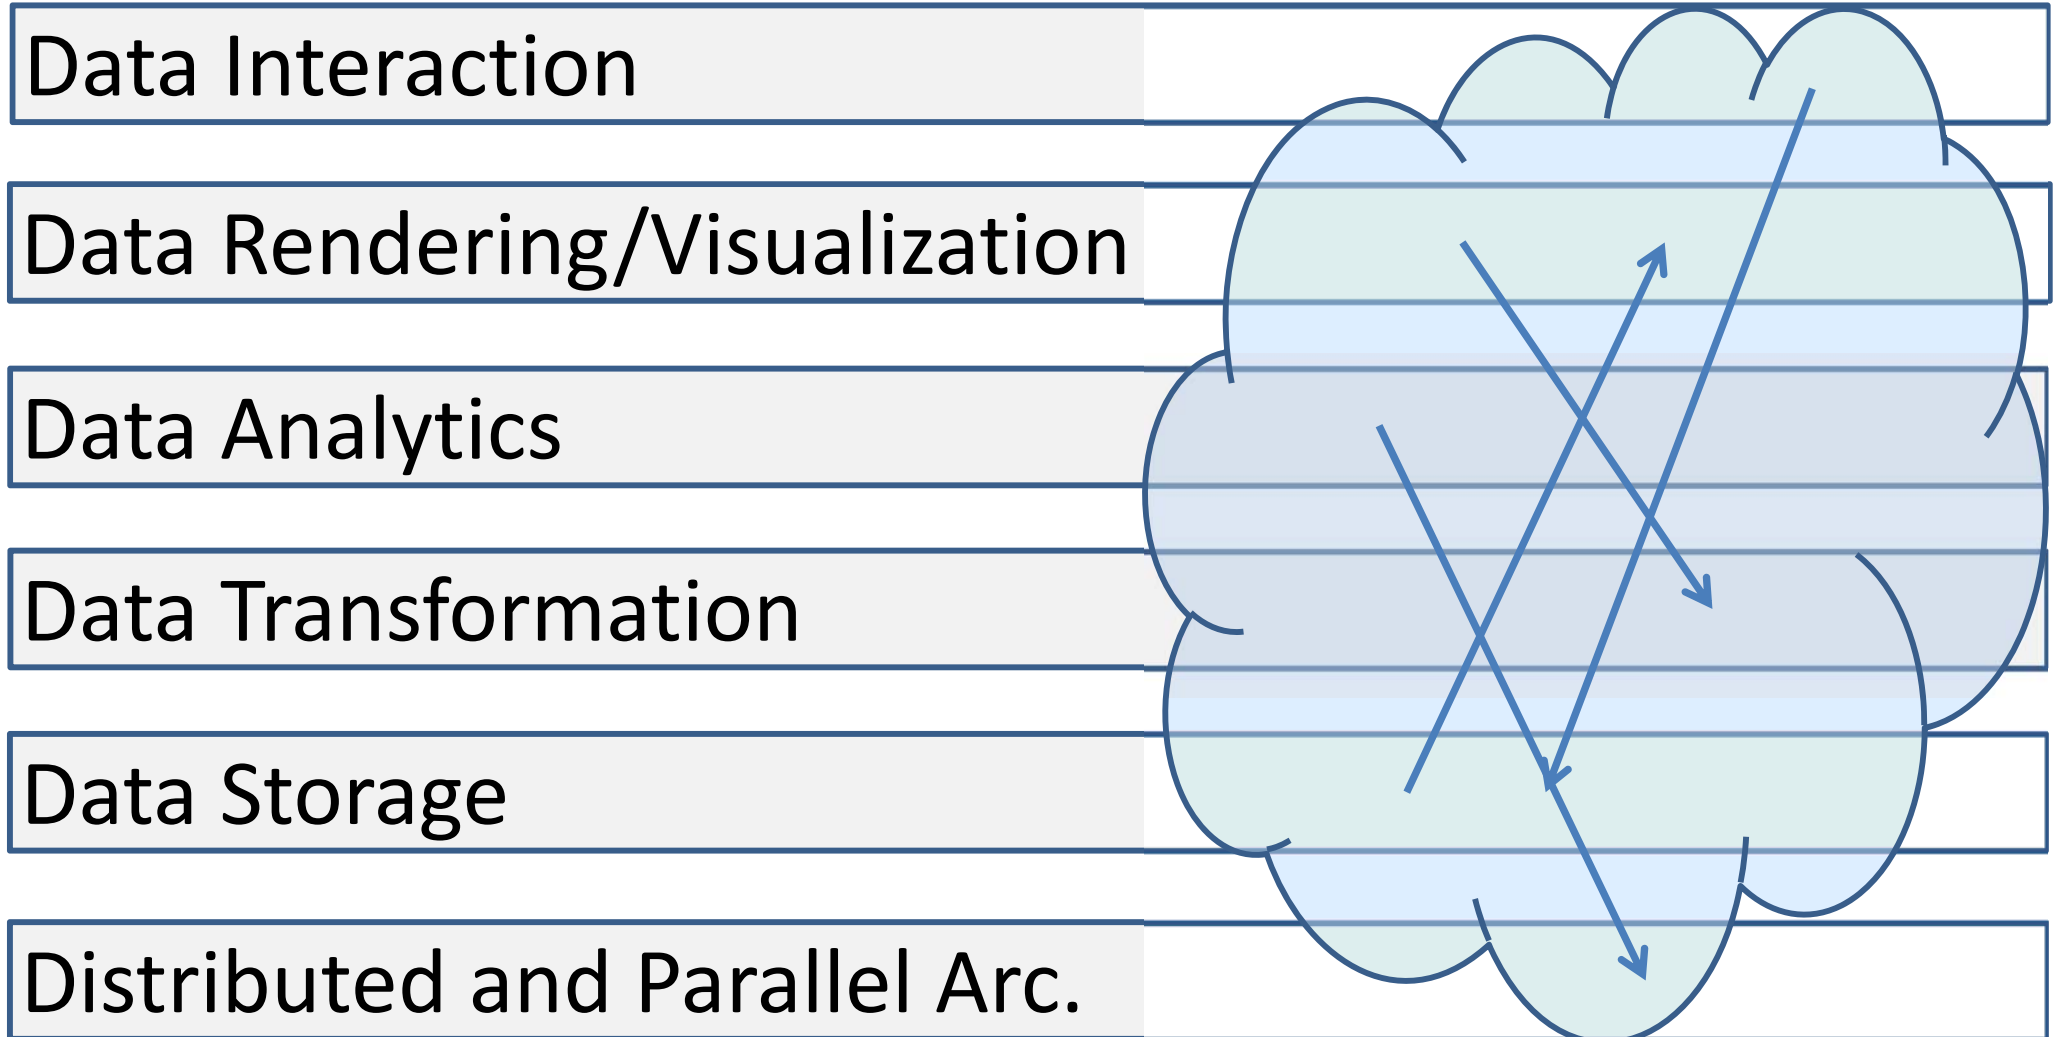 Data Interaction
Data Rendering/Visualization
Data Analytics
Data Transformation
Data Storage
Distributed and Parallel Arc.